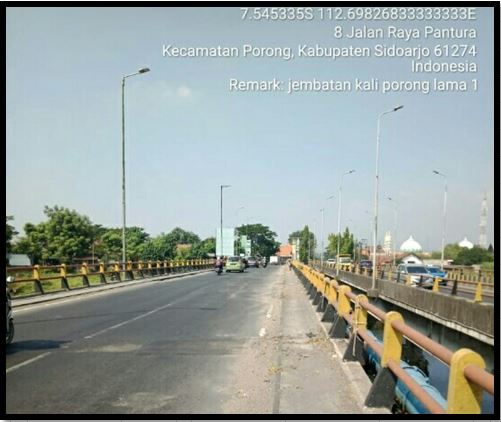 7.545335S 112.69826833333333E
8 Jalan Raya Pantura
Kecamatan Porong, Kabupaten Sidoarjo 61274
Indonesia
Remark: jembatan kali porong lama 1